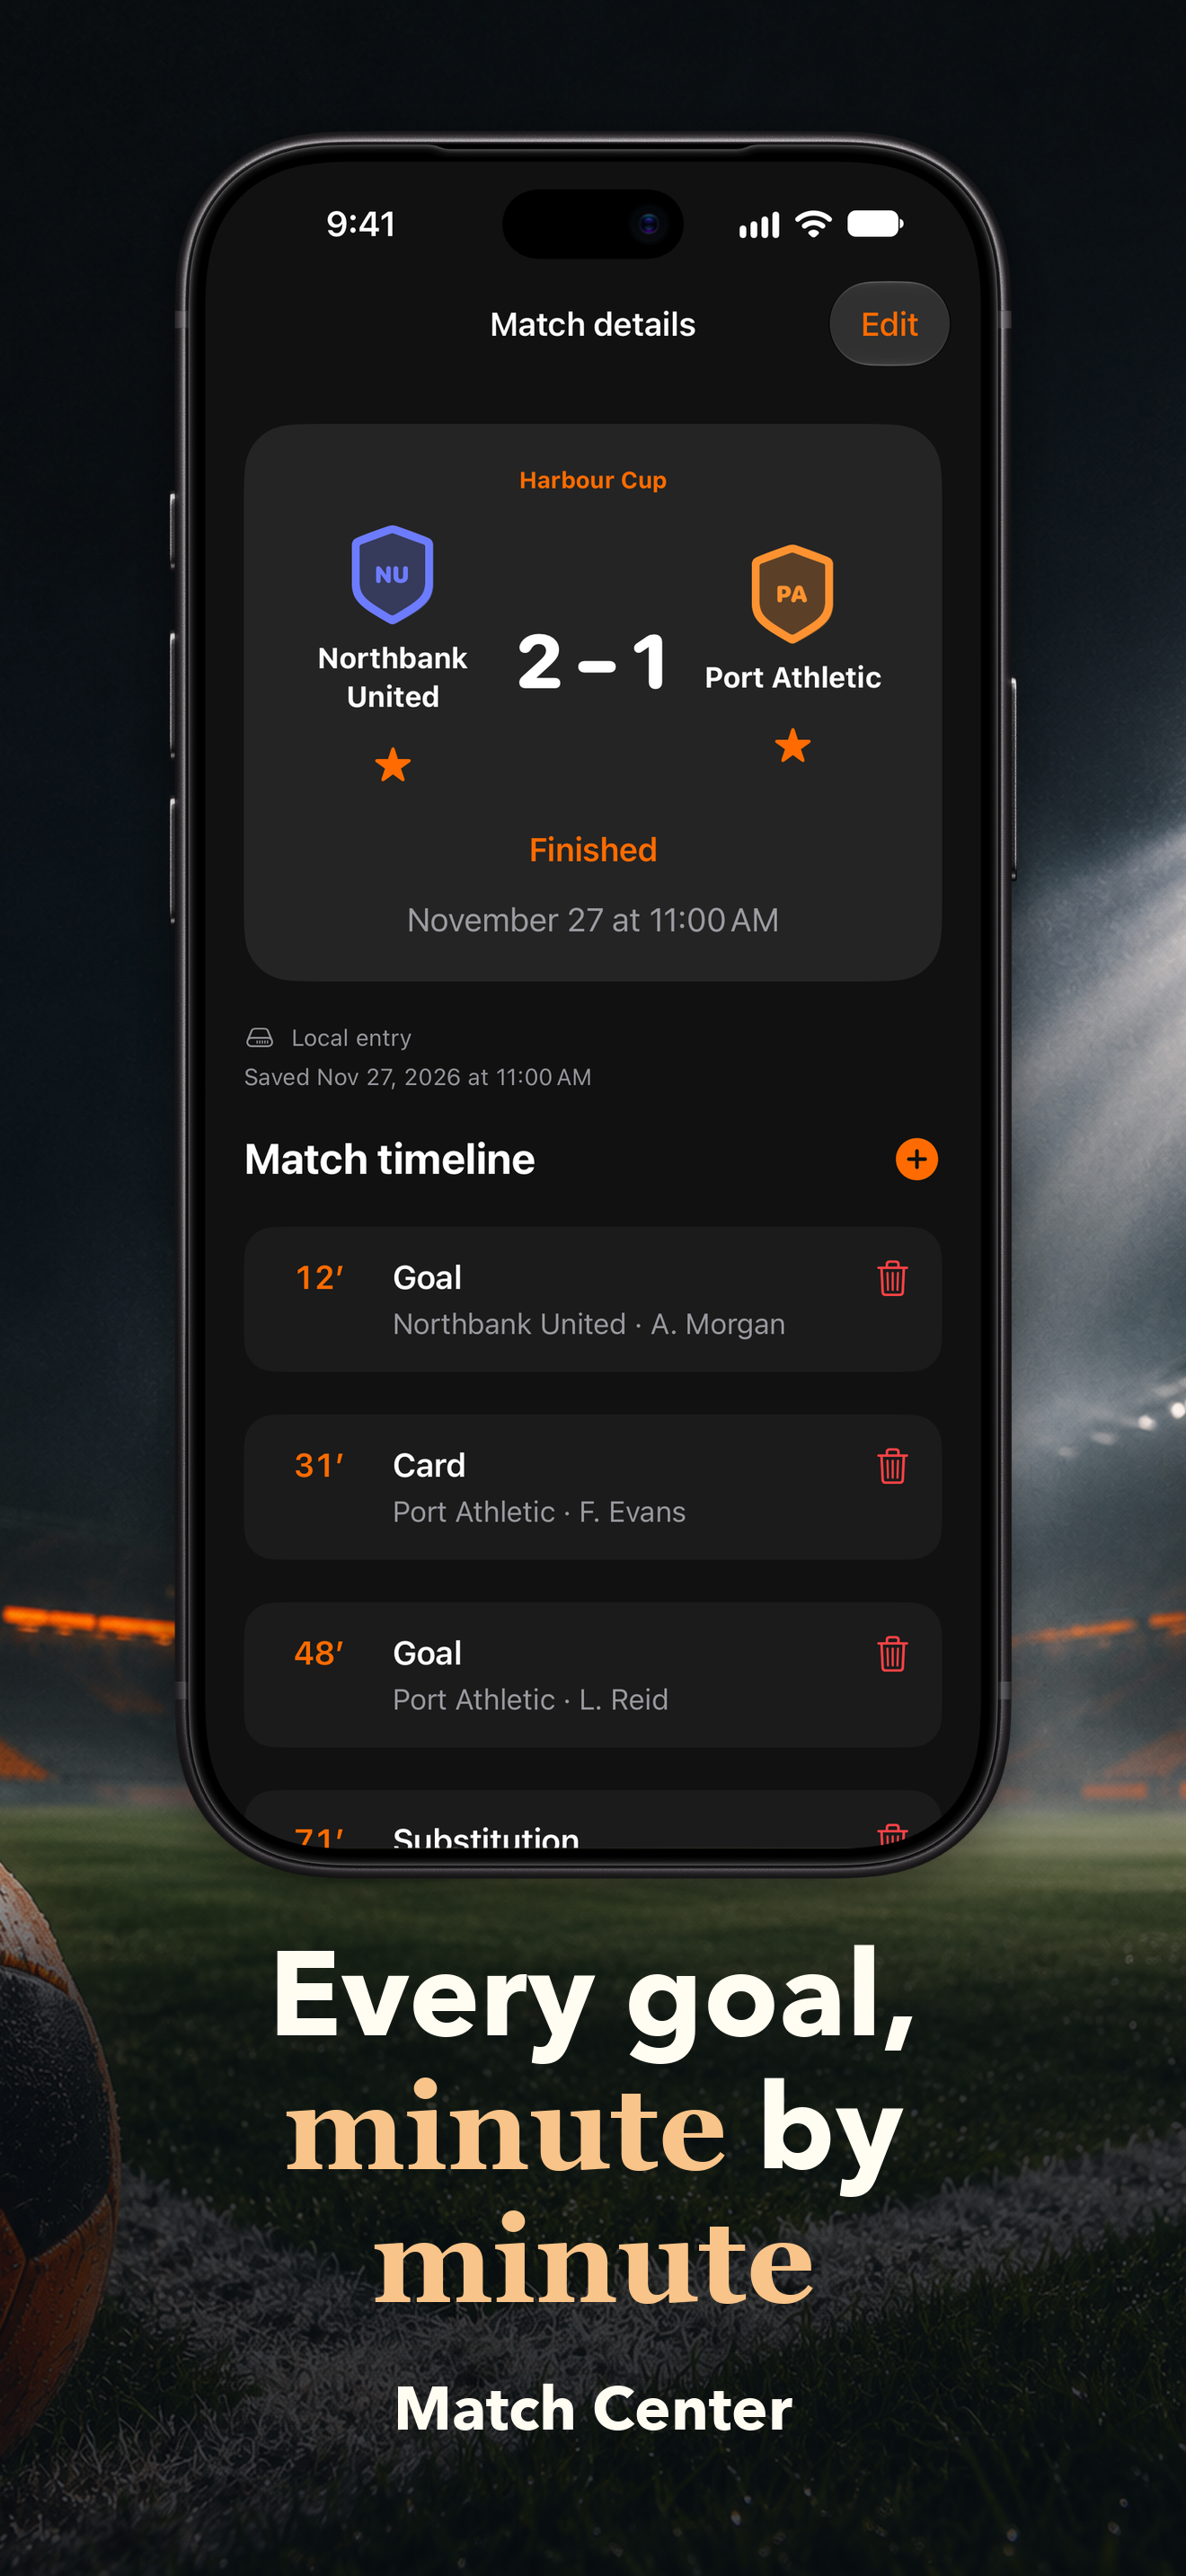 9:41
Match details
Edit
Harbour Cup
NU
PA
Northbank
United
2 – 1
Port Athletic
Finished
November 27 at 11:00 AM
Local entry
Saved Nov 27, 2026 at 11:00 AM
Match timeline
12′ Goal
Northbank United · A. Morgan
31′ Card
Port Athletic · F. Evans
48′ Goal
Port Athletic · L. Reid
71′ Substitution
Every goal,
minute by
minute
Match Center